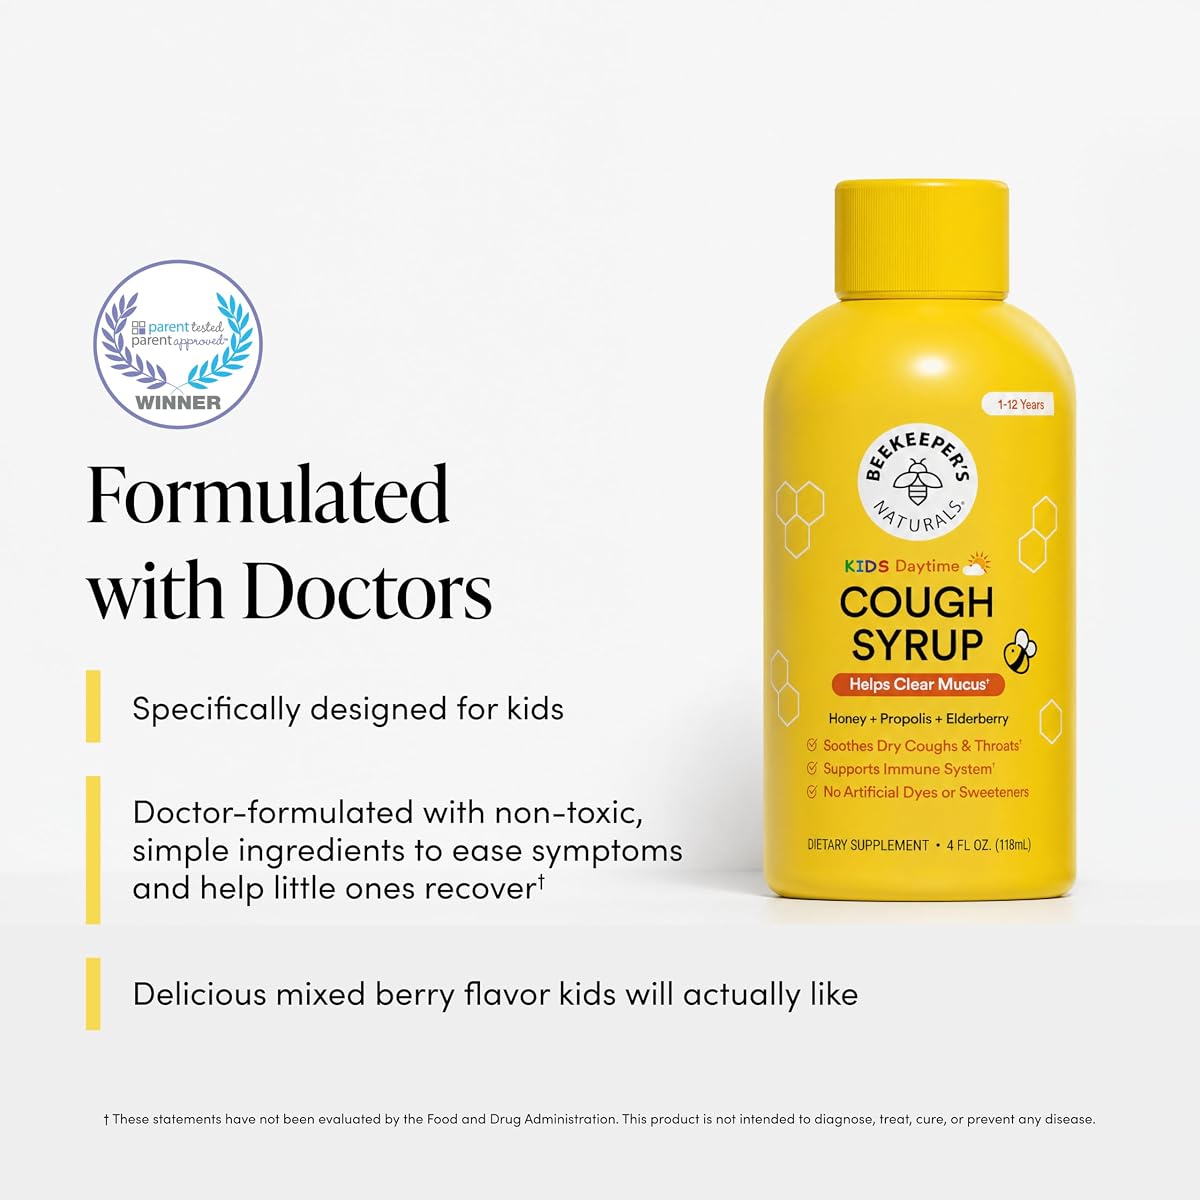 parent tested
parent approved™
WINNER
Formulated
with Doctors
Specifically designed for kids
Doctor-formulated with non-toxic,
simple ingredients to ease symptoms
and help little ones recover†
Delicious mixed berry flavor kids will actually like
1-12 Years
BEEKEEPER'S
NATURALS®
KIDS Daytime
COUGH
SYRUP
Helps Clear Mucus†
Honey + Propolis + Elderberry
Soothes Dry Coughs & Throats†
Supports Immune System†
No Artificial Dyes or Sweeteners
DIETARY SUPPLEMENT • 4 FL OZ. (118mL)
† These statements have not been evaluated by the Food and Drug Administration. This product is not intended to diagnose, treat, cure, or prevent any disease.